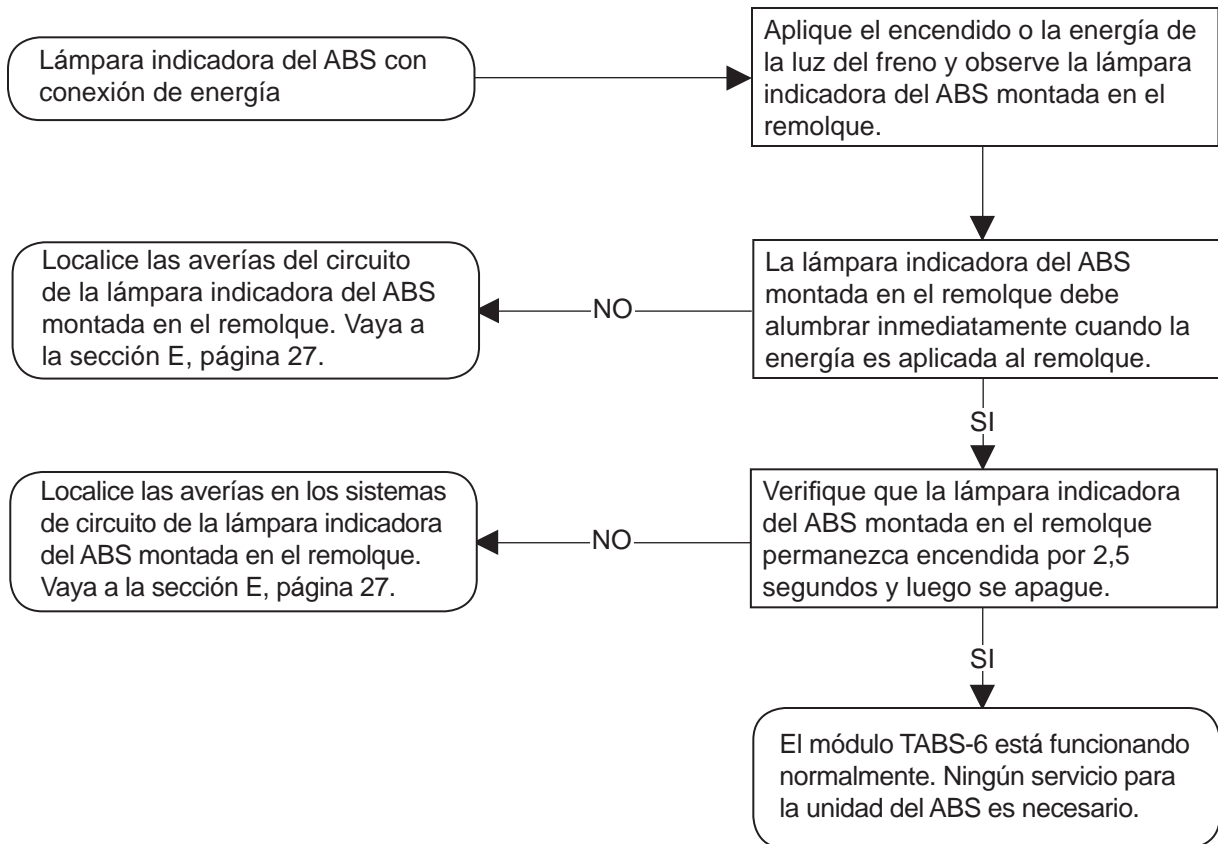 Lámpara indicadora del ABS con
conexión de energía
Aplique el encendido o la energía de
la luz del freno y observe la lámpara
indicadora del ABS montada en el
remolque.
Localice las averías del circuito
de la lámpara indicadora del ABS
montada en el remolque. Vaya a
la sección E, página 27.
NO
La lámpara indicadora del ABS
montada en el remolque debe
alumbrar inmediatamente cuando la
energía es aplicada al remolque.
SI
Localice las averías en los sistemas
de circuito de la lámpara indicadora
del ABS montada en el remolque.
Vaya a la sección E, página 27.
NO
Verifique que la lámpara indicadora
del ABS montada en el remolque
permanezca encendida por 2,5
segundos y luego se apague.
SI
El módulo TABS-6 está funcionando
normalmente. Ningún servicio para
la unidad del ABS es necesario.